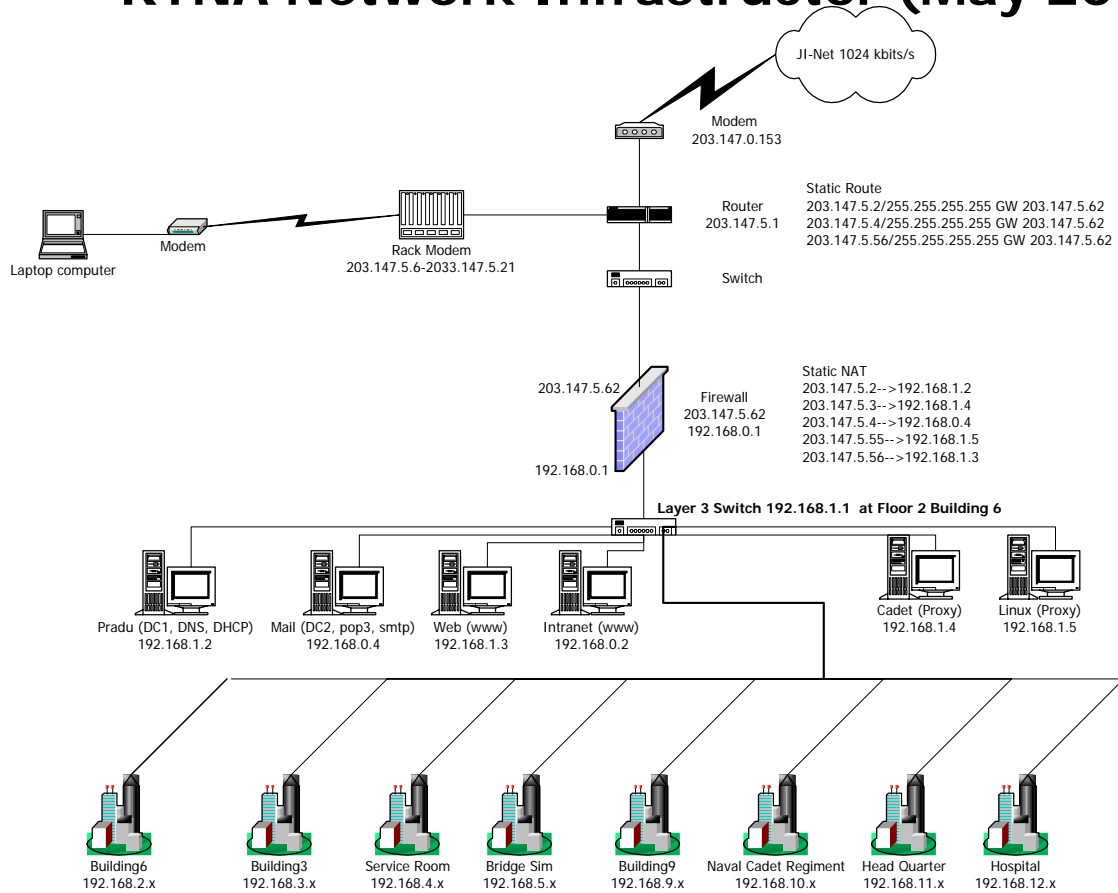 Network Infrastructor (May
JI-Net 1024 kbits/s
Modem
203.147.0.153
Static Route
203.147.5.2/255.255.255.255 GW 203.147.5.62
203.147.5.4/255.255.255.255 GW 203.147.5.62
203.147.5.56/255.255.255.255 GW 203.147.5.62
Router
203.147.5.1
Laptop computer
Modem
Rack Modem
203.147.5.6-2033.147.5.21
Switch
203.147.5.62
Firewall
203.147.5.62
192.168.0.1
192.168.0.1
Static NAT
203.147.5.2-->192.168.1.2
203.147.5.3-->192.168.1.4
203.147.5.4-->192.168.0.4
203.147.5.55-->192.168.1.5
203.147.5.56-->192.168.1.3
Layer 3 Switch 192.168.1.1 at Floor 2 Building 6
Pradu (DC1, DNS, DHCP)
192.168.1.2
Mail (DC2, pop3, smtp)
192.168.0.4
Web (www)
192.168.1.3
Intranet (www)
192.168.0.2
Cadet (Proxy)
192.168.1.4
Linux (Proxy)
192.168.1.5
Building6
192.168.2.x
Building3
192.168.3.x
Service Room
192.168.4.x
Bridge Sim
192.168.5.x
Building9
192.168.9.x
Naval Cadet Regiment
192.168.10.x
Head Quarter
192.168.11.x
Hospital
192.168.12.x